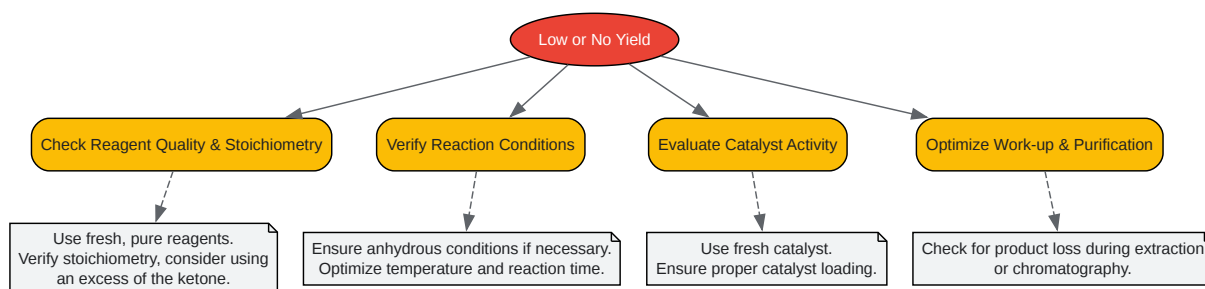 Low or No Yield
Check Reagent Quality & Stoichiometry
Verify Reaction Conditions
Evaluate Catalyst Activity
Optimize Work-up & Purification
Use fresh, pure reagents.
Verify stoichiometry, consider using
an excess of the ketone.
Ensure anhydrous conditions if necessary.
Optimize temperature and reaction time.
Use fresh catalyst.
Ensure proper catalyst loading.
Check for product loss during extraction
or chromatography.